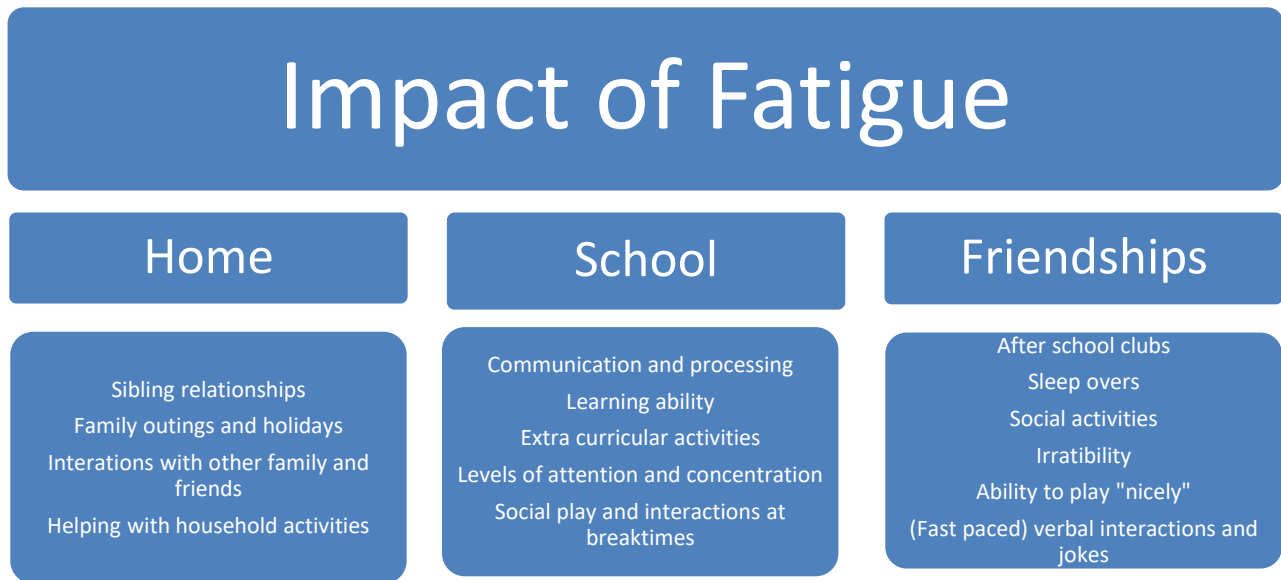 Impact of Fatigue
Home
Sibling relationships
Family outings and holidays
Interations with other family and
friends
Helping with household activities
School
Communication and processing
Learning ability
Extra curricular activities
Levels of attention and concentration
Social play and interactions at
breaktimes
Friendships
After school clubs
Sleep overs
Social activities
Irratibility
Ability to play "nicely"
(Fast paced) verbal interactions and
jokes